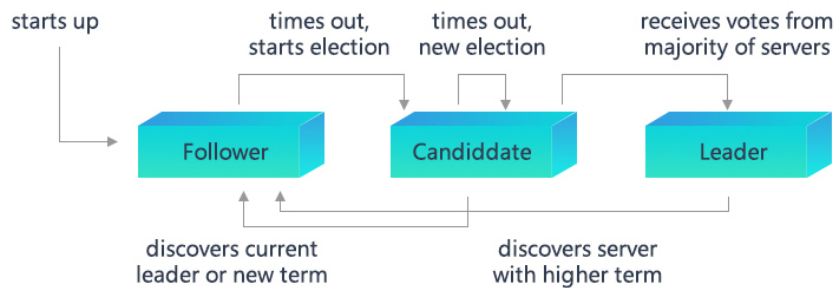 starts up
times out,
starts election
times out,
new election
receives votes from
majority of servers
Follower
Candiddate
Leader
discovers current
leader or new term
discovers server
with higher term